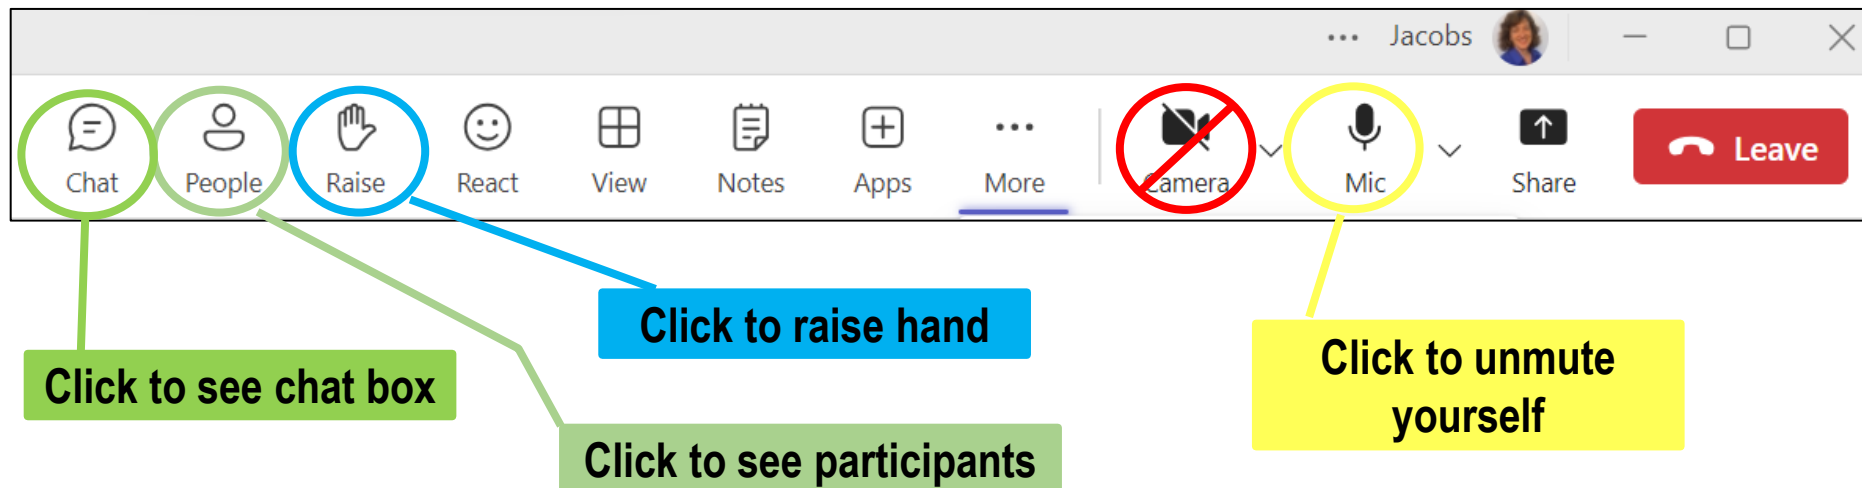 ... Jacobs
Chat People Raise React View Notes Apps More Camera Mic Share Leave
Click to raise hand
Click to see chat box
Click to unmute
yourself
Click to see participants